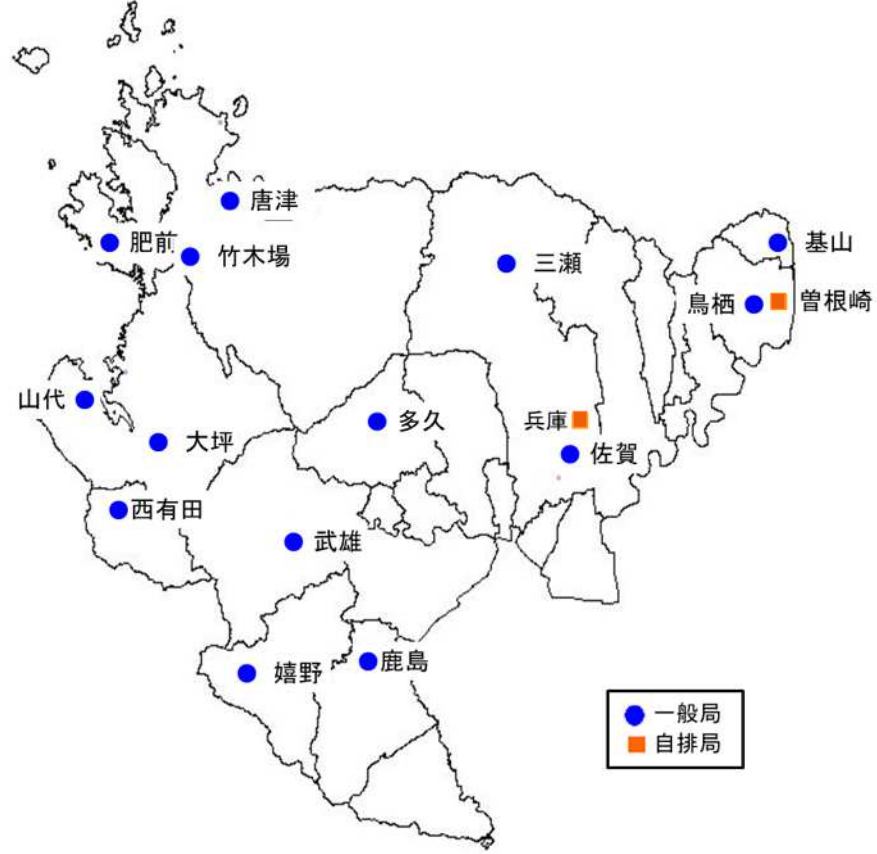 唐津
肥前
竹木場
三瀬
基山
鳥栖
曽根崎
山代
大坪
多久
兵庫
佐賀
西有田
武雄
嬉野
鹿島
一般局
自排局